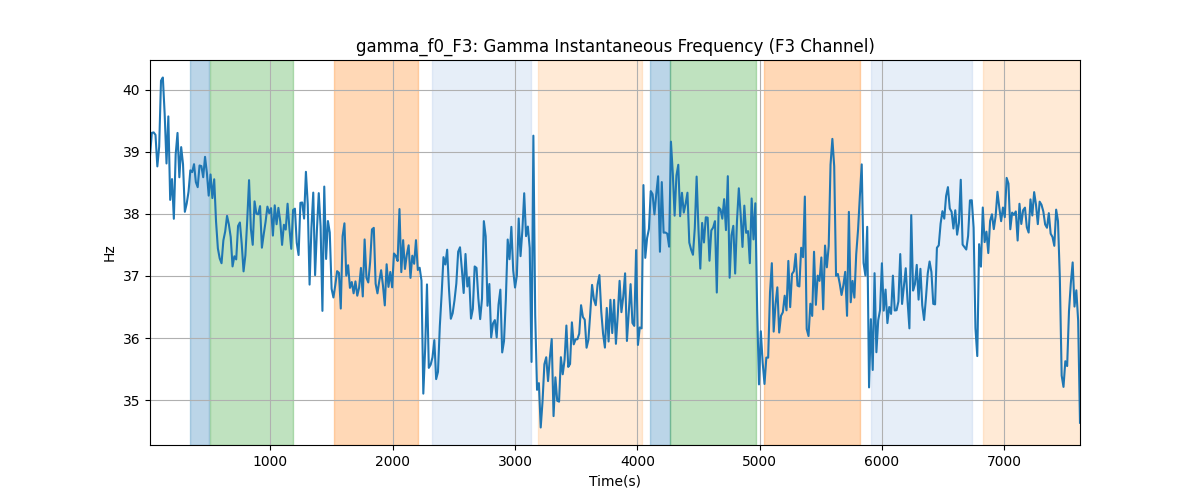 gamma_f0_F3: Gamma Instantaneous Frequency (F3 Channel)
Hz
40
39
38
37
36
35
1000 2000 3000 4000 5000 6000 7000
Time(s)